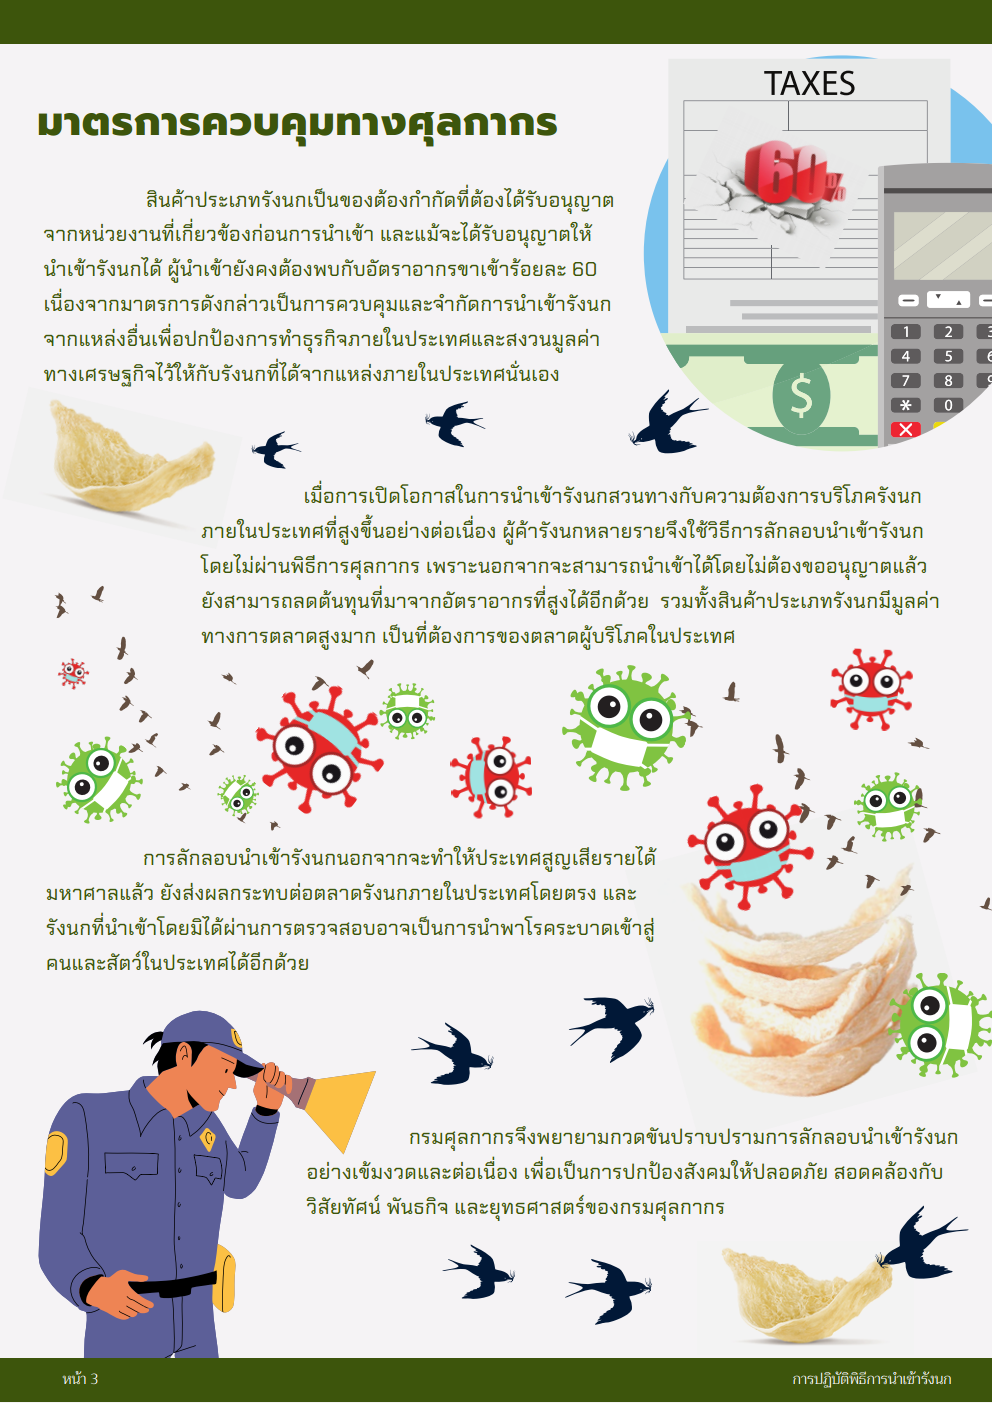 TAXES
60%
มาตรการควบคุมทางศุลกากร
สินค้าประเภทรังนกเป็นของต้องกำกัดที่ต้องได้รับอนุญาต
จากหน่วยงานที่เกี่ยวข้องก่อนการนำเข้า และแม้จะได้รับอนุญาตให้
นำเข้ารังนกได้ ผู้นำเข้ายังคงต้องพบกับอัตราอากรขาเข้าร้อยละ 60
เนื่องจากมาตรการดังกล่าวเป็นการควบคุมและจำกัดการนำเข้ารังนก
จากแหล่งอื่นเพื่อปกป้องการทำธุรกิจภายในประเทศและสงวนมูลค่า
ทางเศรษฐกิจไว้ให้กับรังนกที่ได้จากแหล่งภายในประเทศนั่นเอง
1 2 3
4 5 6
7 8 9
* 0
$
เมื่อการเปิดโอกาสในการนำเข้ารังนกสวนทางกับความต้องการบริโภครังนก
ภายในประเทศที่สูงขึ้นอย่างต่อเนื่อง ผู้ค้ารังนกหลายรายจึงใช้วิธีการลักลอบนำเข้ารังนก
โดยไม่ผ่านพิธีการศุลกากร เพราะนอกจากจะสามารถนำเข้าได้โดยไม่ต้องขออนุญาตแล้ว
ยังสามารถลดต้นทุนที่มาจากอัตราอากรที่สูงได้อีกด้วย รวมทั้งสินค้าประเภทรังนกมีมูลค่า
ทางการตลาดสูงมาก เป็นที่ต้องการของตลาดผู้บริโภคในประเทศ
การลักลอบนำเข้ารังนกนอกจากจะทำให้ประเทศสูญเสียรายได้
มหาศาลแล้ว ยังส่งผลกระทบต่อตลาดรังนกภายในประเทศโดยตรง และ
รังนกที่นำเข้าโดยมิได้ผ่านการตรวจสอบอาจเป็นการนำพาโรคระบาดเข้าสู่
คนและสัตว์ในประเทศได้อีกด้วย
กรมศุลกากรจึงพยายามกวดขันปราบปรามการลักลอบนำเข้ารังนก
อย่างเข้มงวดและต่อเนื่อง เพื่อเป็นการปกป้องสังคมให้ปลอดภัย สอดคล้องกับ
วิสัยทัศน์ พันธกิจ และยุทธศาสตร์ของกรมศุลกากร
หน้า 3
การปฏิบัติพิธีการนำเข้ารังนก